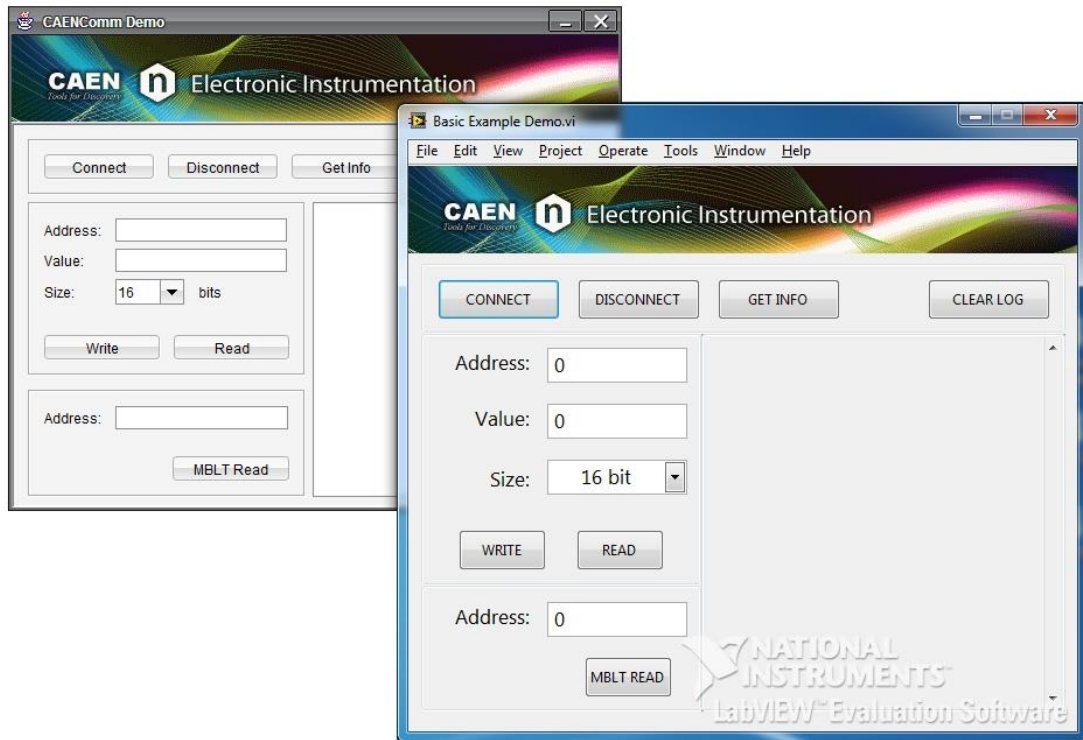 CAENComm Demo
CAEN n Electronic Instrumentation
Tools for Discovery
Connect Disconnect Get Info
Address:
Value:
Size: 16 bits
Write Read
Address:
MBLT Read
Basic Example Demo.vi
File Edit View Project Operate Tools Window Help
CAEN n Electronic Instrumentation
Tools for Discovery
CONNECT DISCONNECT GET INFO CLEAR LOG
Address: 0
Value: 0
Size: 16 bit
WRITE READ
Address: 0
MBLT READ
NATIONAL
INSTRUMENTS™
LabVIEW™ Evaluation Software